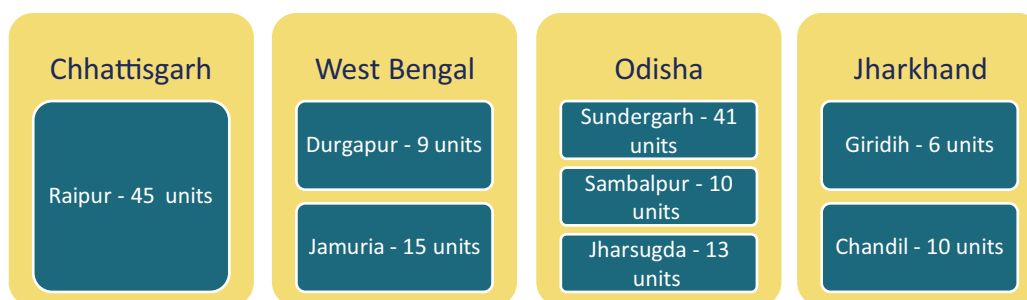 Chhattisgarh
Raipur - 45 units
West Bengal
Durgapur - 9 units
Jamuria - 15 units
Odisha
Sundergarh - 41
units
Sambalpur - 10
units
Jharsugda - 13
units
Jharkhand
Giridih - 6 units
Chandil - 10 units